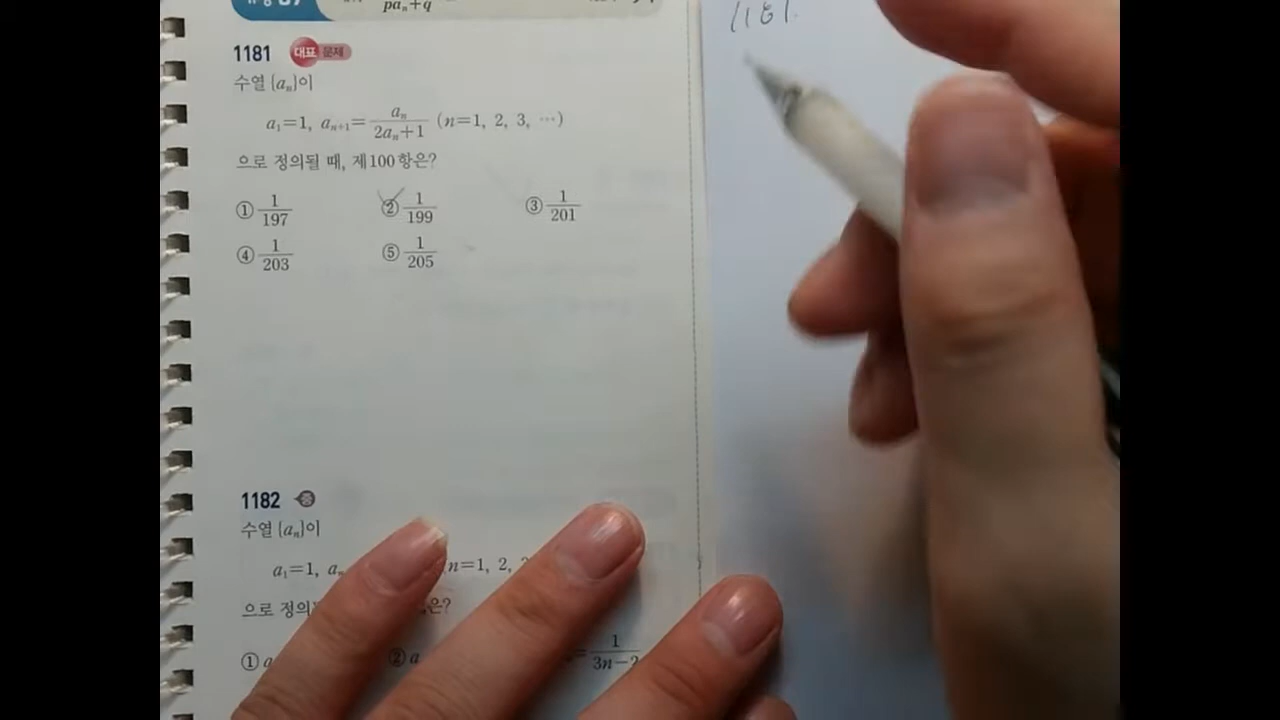 paₙ+q
1181 대표 문제
수열 {aₙ}이
a₁=1, aₙ₊₁=aₙ/(2aₙ+1) (n=1, 2, 3, ⋯)
으로 정의될 때, 제100항은?
① 1/197 ② 1/199 ③ 1/201
④ 1/203 ⑤ 1/205
1182 중
수열 {aₙ}이
a₁=1, n=1, 2,
으로 은?
① a ② a = 1/(3n-2
1181.